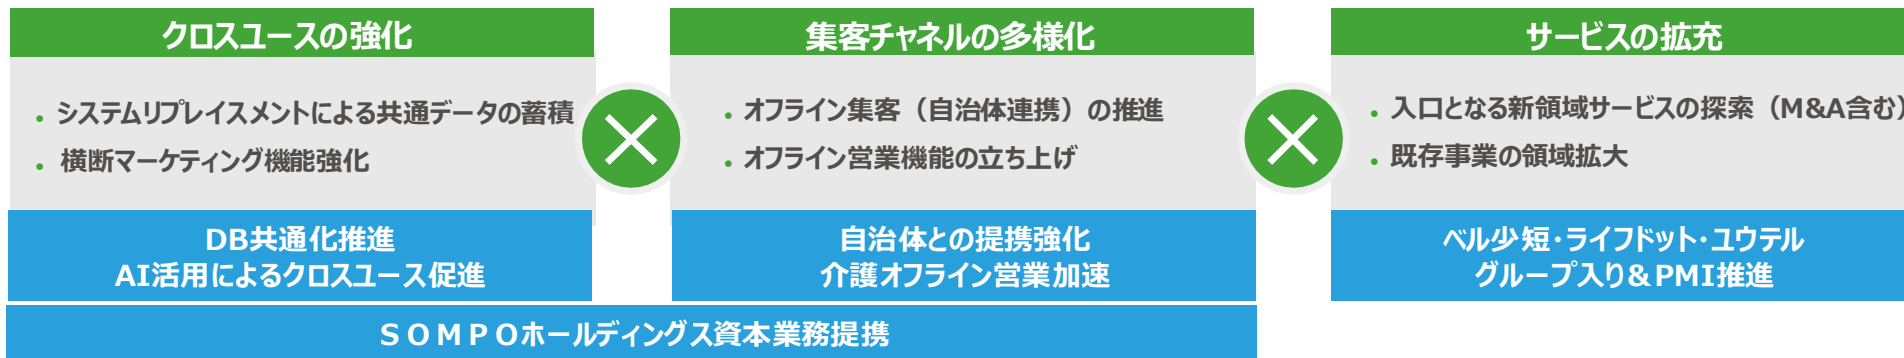 クロスユースの強化
• システムリプレイスメントによる共通データの蓄積
• 横断マーケティング機能強化
DB共通化推進
AI活用によるクロスユース促進
集客チャネルの多様化
• オフライン集客（自治体連携）の推進
• オフライン営業機能の立ち上げ
自治体との提携強化
介護オフライン営業加速
SOMPOホールディングス資本業務提携
サービスの拡充
• 入口となる新領域サービスの探索（M&A含む）
• 既存事業の領域拡大
ベル少短・ライフドット・ユウテル
グループ入り&PMI推進